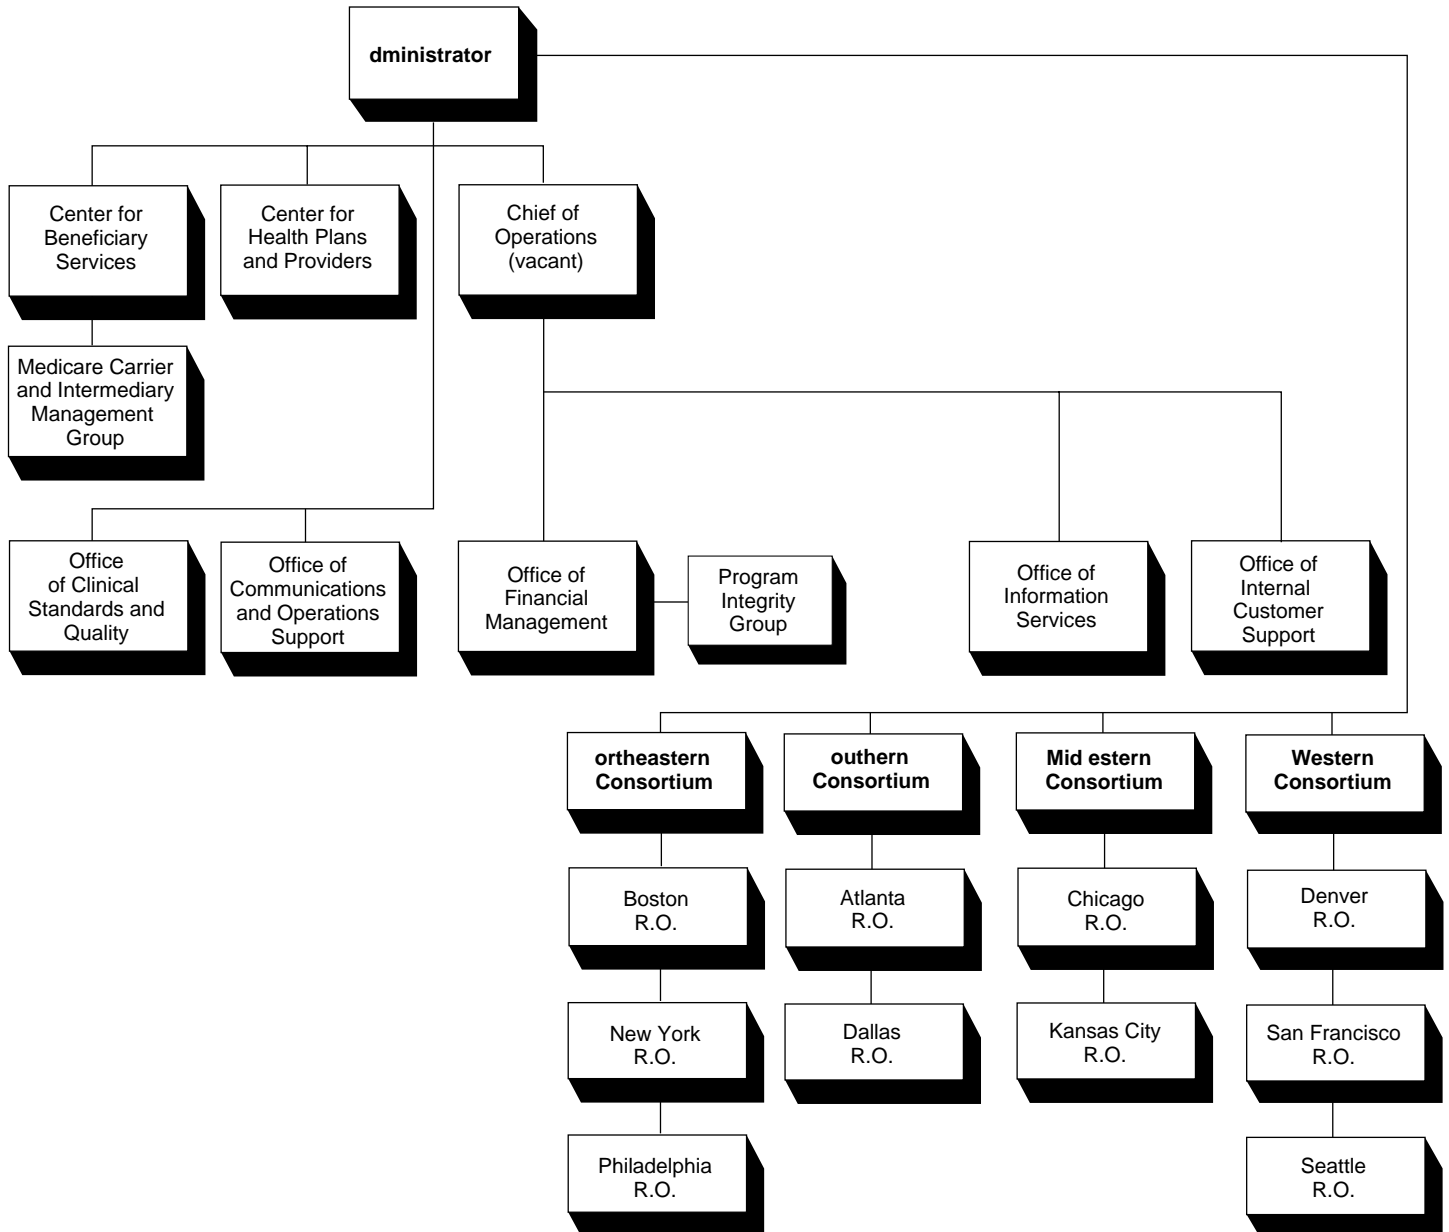 dministrator
Center for
Beneficiary
Services
Center for
Health Plans
and Providers
Chief of
Operations
(vacant)
Medicare Carrier
and Intermediary
Management
Group
Office
of Clinical
Standards and
Quality
Office of
Communications
and Operations
Support
Office of
Financial
Management
Program
Integrity
Group
Office of
Information
Services
Office of
Internal
Customer
Support
ortheastern
Consortium
outhern
Consortium
Mid estern
Consortium
Western
Consortium
Boston
R.O.
Atlanta
R.O.
Chicago
R.O.
Denver
R.O.
New York
R.O.
Dallas
R.O.
Kansas City
R.O.
San Francisco
R.O.
Philadelphia
R.O.
Seattle
R.O.